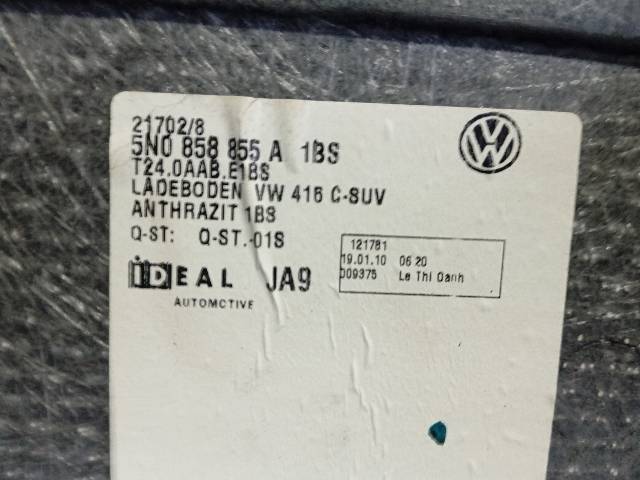 21702/8
5N0 858 855 A 1BS
T24.0AAB.E1BS
LADEBODEN VW 416 C-SUV
ANTHRAZIT 1BS
Q-ST: Q-ST.-01S
IDEAL JA9
AUTOMOTIVE
121781
19.01.10 06 20
009375 Le Thi Oanh